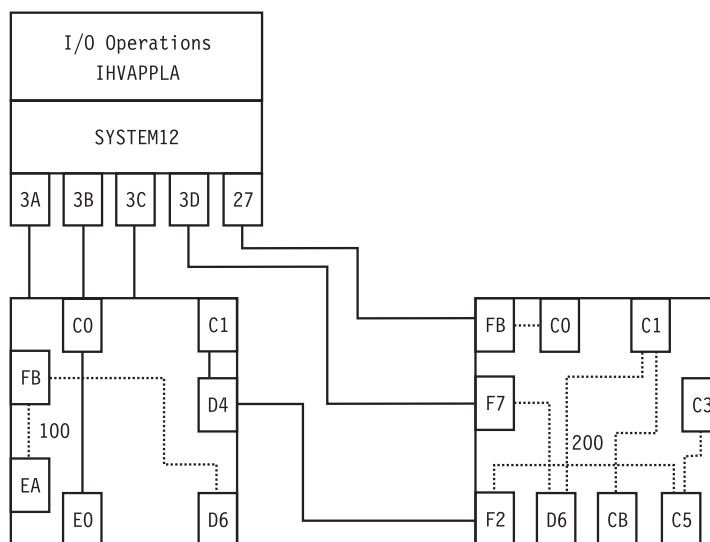 I/O Operations
IHVAPPLA
SYSTEM12
3A 3B 3C 3D 27
C0 C1 FB C0 C1
FB D4 F7 C3
100 200
EA
E0 D6 F2 D6 CB C5